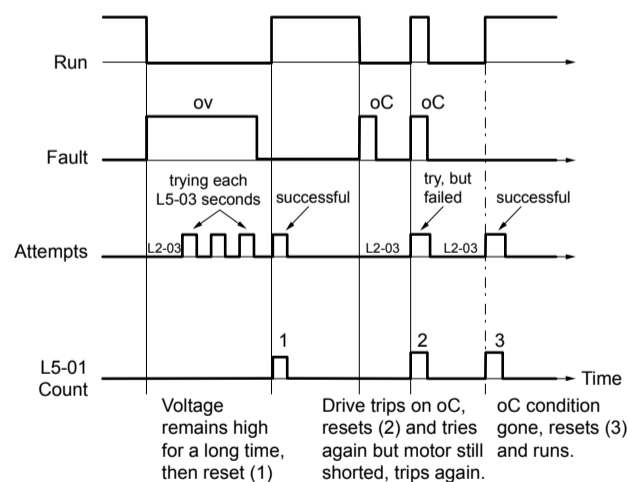 Run
ov
oC
oC
Fault
trying each
L5-03 seconds
successful
try, but
failed
successful
Attempts
L2-03
L2-03
L2-03
1
2
3
L5-01
Count
Time
Voltage
remains high
for a long time,
then reset (1)
Drive trips on oC,
resets (2) and tries
again but motor still
shorted, trips again.
oC condition
gone, resets (3)
and runs.